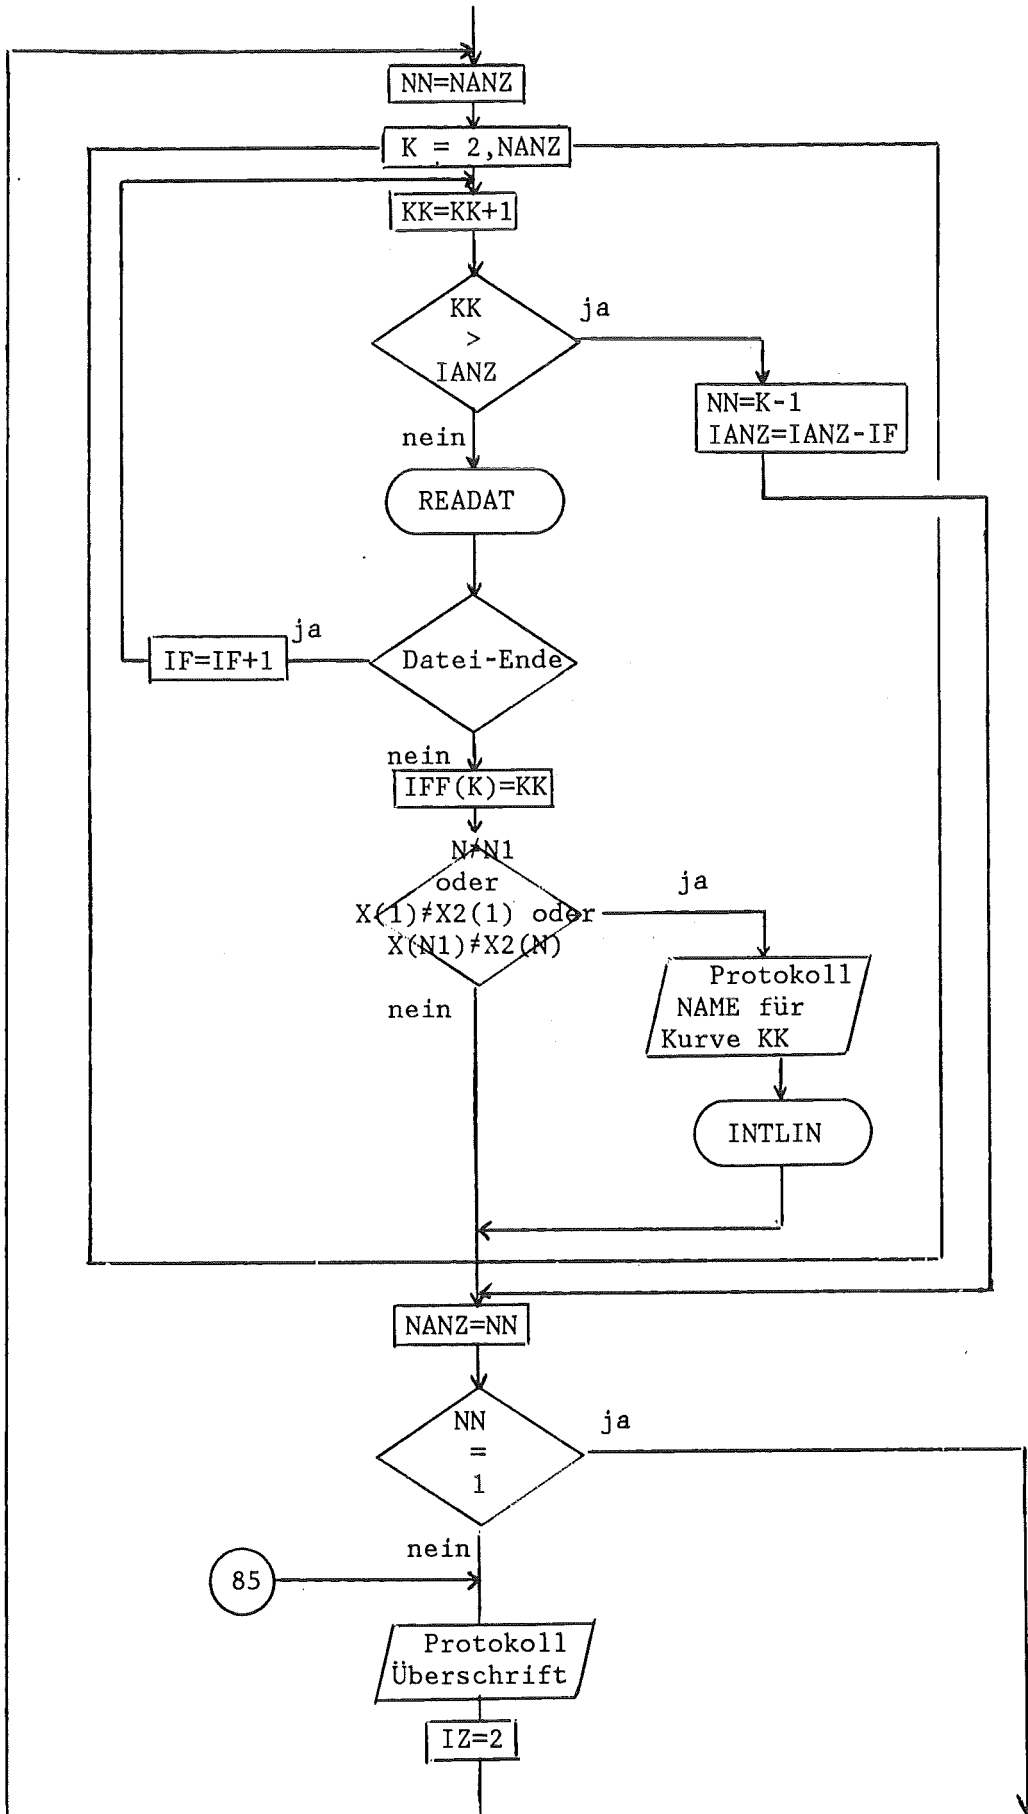 NN=NANZ
K = 2,NANZ
KK=KK+1
KK
>
IANZ
ja
NN=K-1
IANZ=IANZ-IF
nein
READAT
ja
IF=IF+1
Datei-Ende
nein
IFF(K)=KK
N≠N1
oder
X(1)≠X2(1) oder
X(N1)≠X2(N)
ja
nein
Protokoll
NAME für
Kurve KK
INTLIN
NANZ=NN
NN
=
1
ja
nein
85
Protokoll
Überschrift
IZ=2